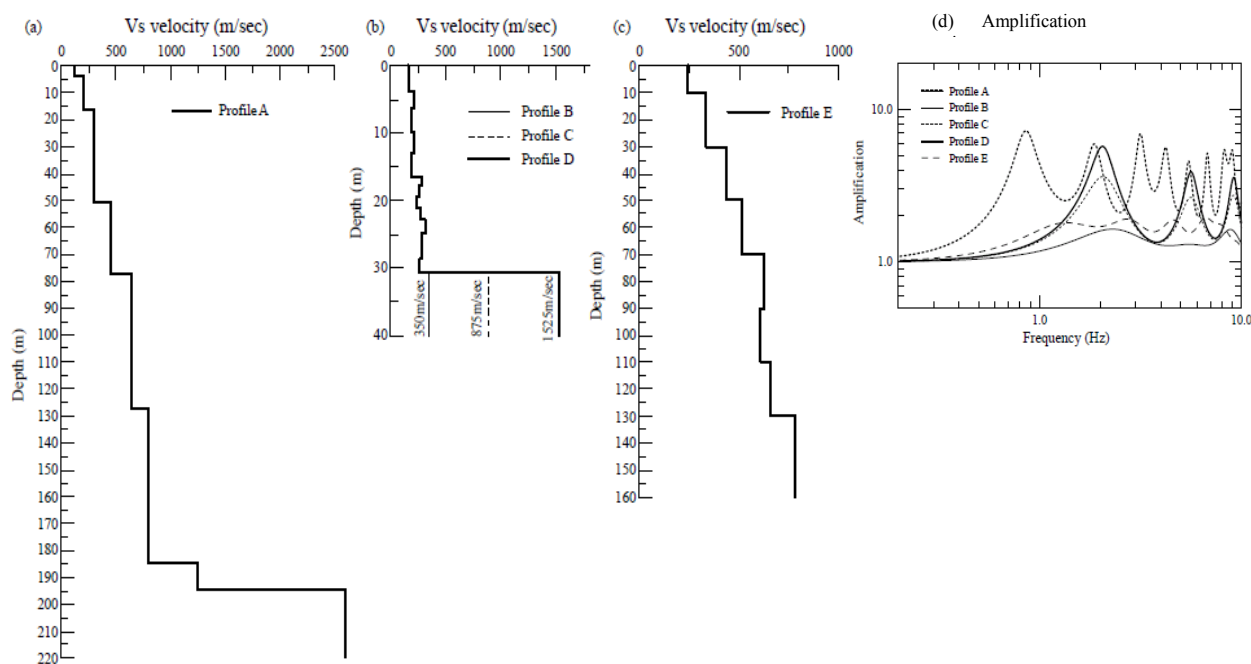 (a) Vs velocity (m/sec)
0 500 1000 1500 2000 2500
0
10
20
30
40
50
60
70
80
90
100
110
120
130
140
150
160
170
180
190
200
210
220
Depth (m)
Profile A
(b) Vs velocity (m/sec)
0 500 1000 1500
0
10
20
30
40
Depth (m)
Profile B
Profile C
Profile D
350m/sec
875m/sec
1525m/sec
(c) Vs velocity (m/sec)
0 500 1000
0
10
20
30
40
50
60
70
80
90
100
110
120
130
140
150
160
Depth (m)
Profile E
(d) Amplification
Profile A
Profile B
Profile C
Profile D
Profile E
10.0
1.0
Amplification
1.0 10.0
Frequency (Hz)